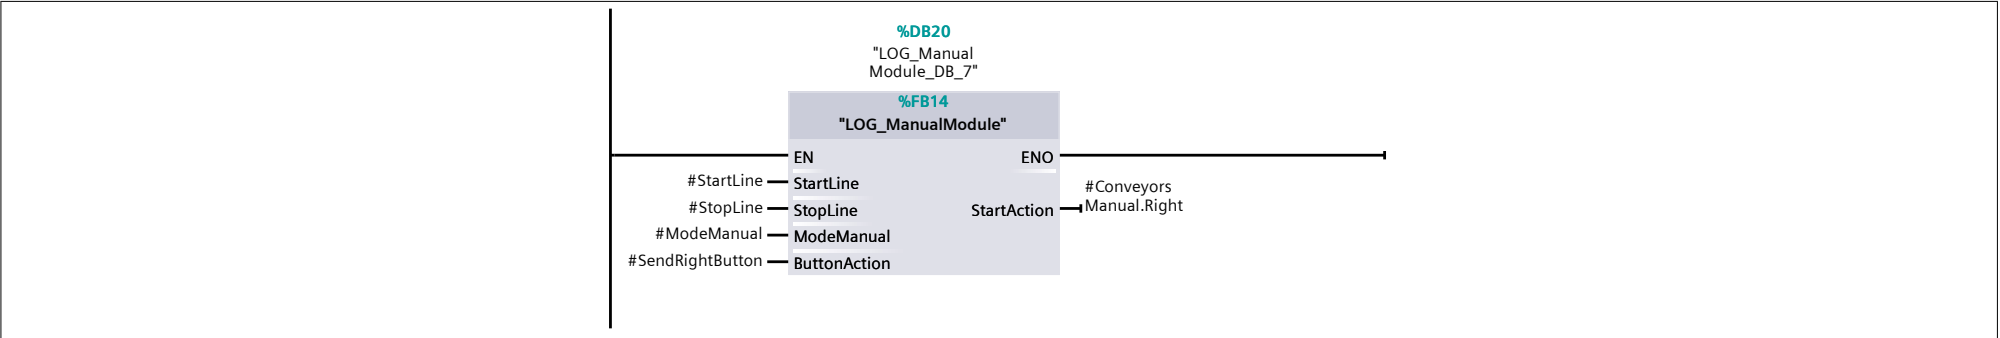 %DB20
"LOG_Manual
Module_DB_7"
%FB14
"LOG_ManualModule"
EN
ENO
#StartLine
StartLine
#Conveyors
Manual.Right
#StopLine
StopLine
StartAction
#ModeManual
ModeManual
#SendRightButton
ButtonAction